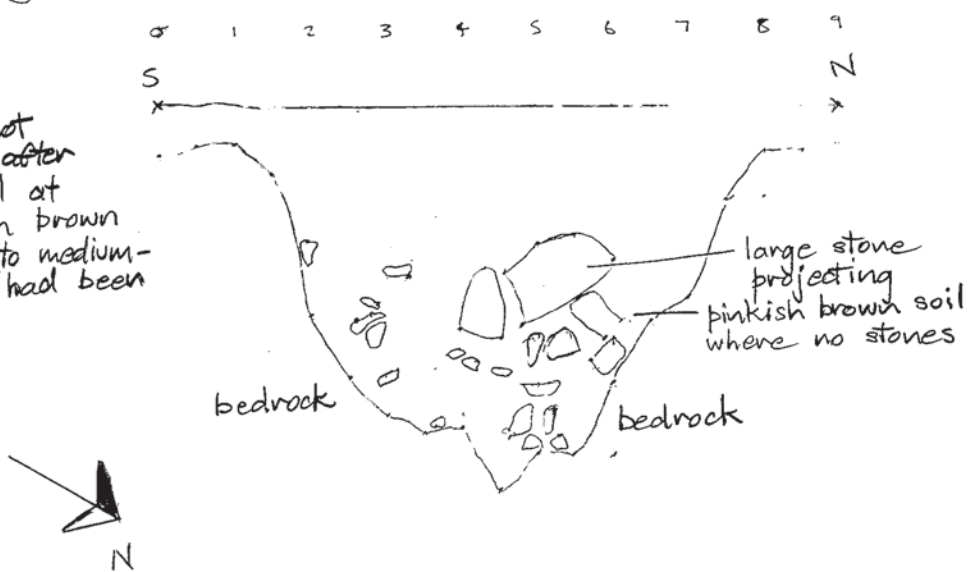 0 1 2 3 4 5 6 7 8 9
S N
ot
after
l at
n brown
to medium-
had been
large stone
projecting
pinkish brown soil
where no stones
bedrock
bedrock
N